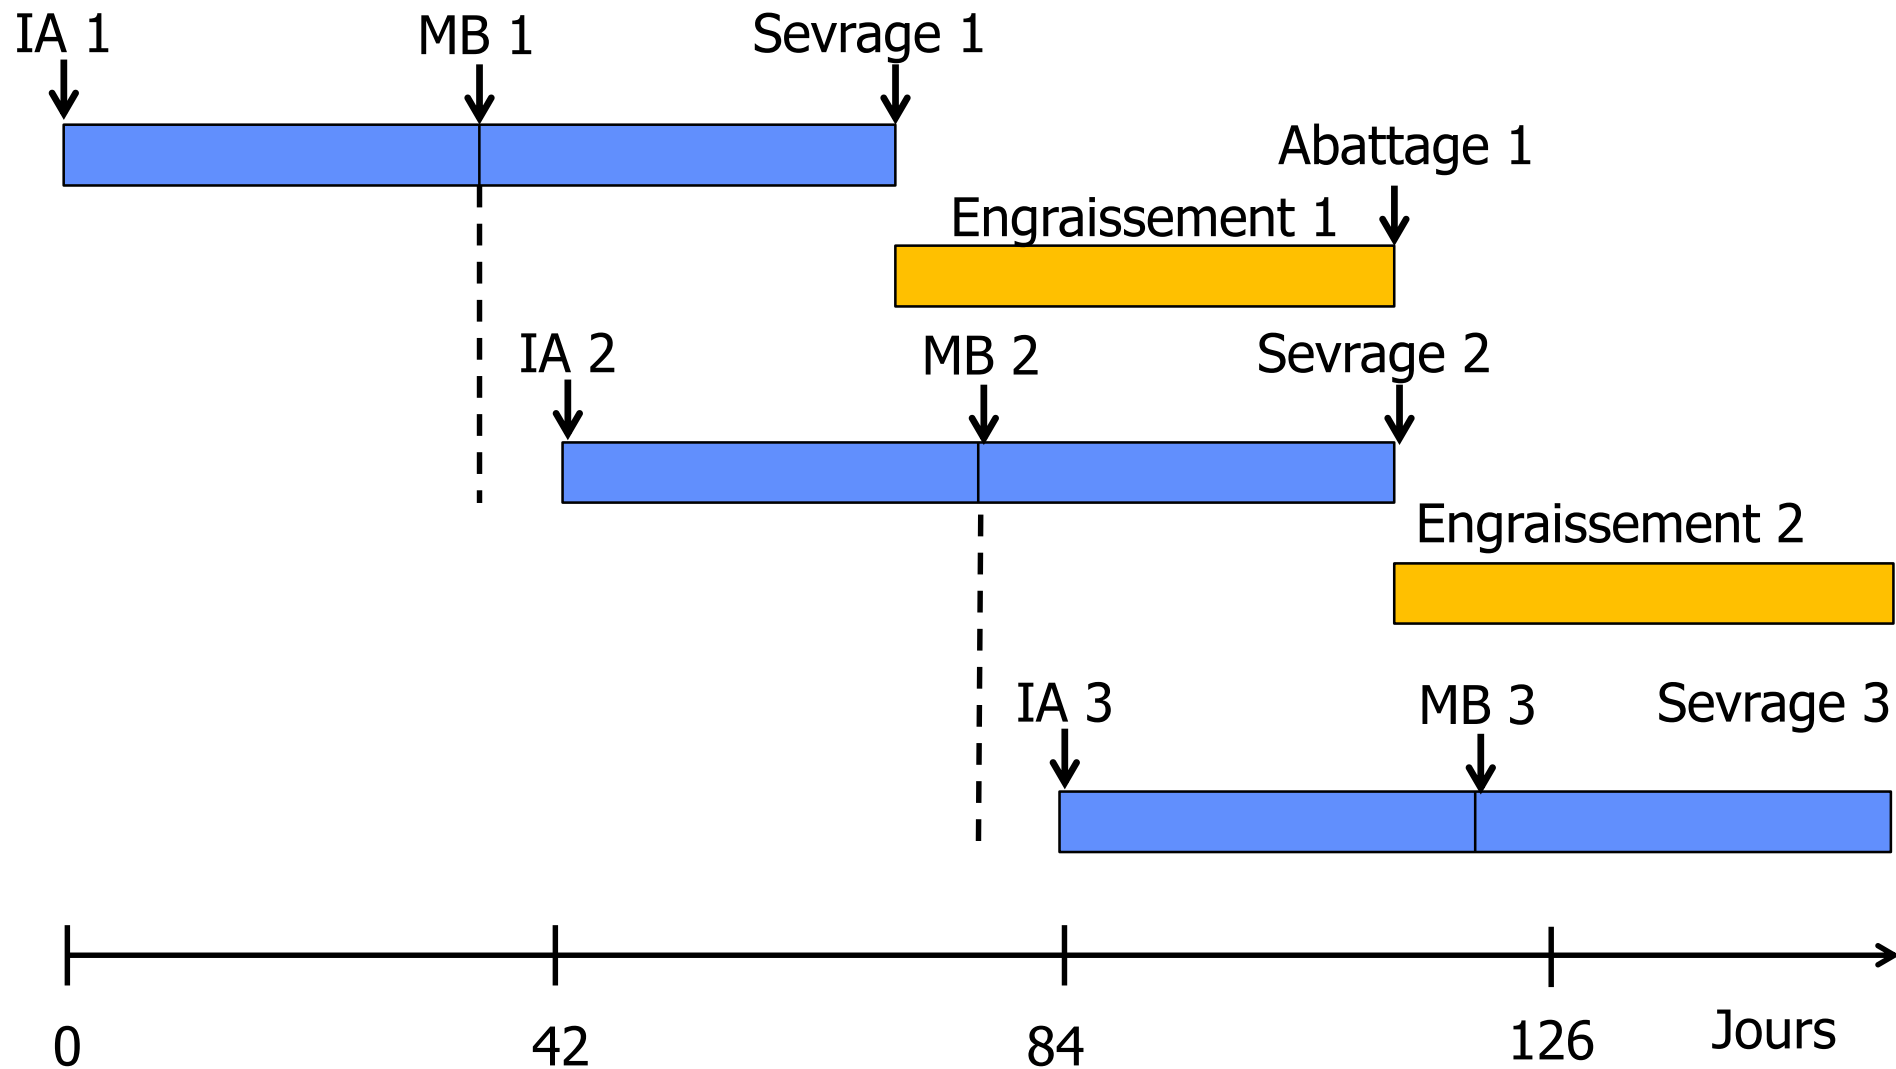 IA 1
MB 1
Sevrage 1
Abattage 1
Engraissement 1
IA 2
MB 2
Sevrage 2
Engraissement 2
IA 3
MB 3
Sevrage 3
0
42
84
126
Jours